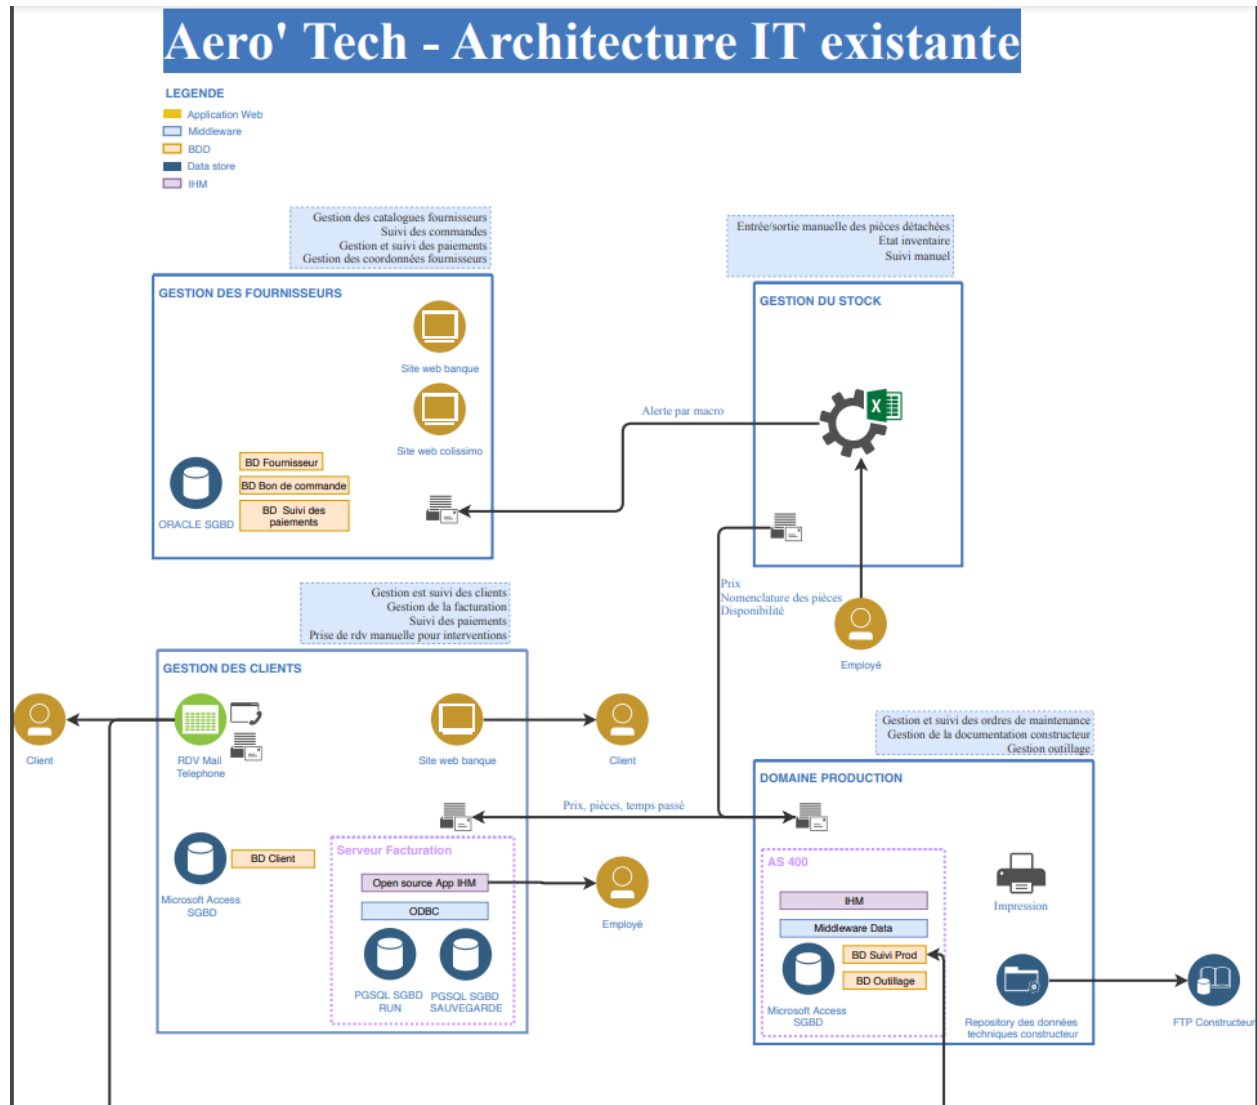 Aero' Tech - Architecture IT existante
LEGENDE
Application Web
Middleware
BDD
Data store
IHM
Gestion des catalogues fournisseurs
Suivi des commandes
Gestion et suivi des paiements
Gestion des coordonnées fournisseurs
Entrée/sortie manuelle des pièces détachées
Etat inventaire
Suivi manuel
GESTION DES FOURNISSEURS
Site web banque
Site web colissimo
BD Fournisseur
BD Bon de commande
BD Suivi des
paiements
ORACLE SGBD
Alerte par macro
GESTION DU STOCK
X
Prix
Nomenclature des pièces
Disponibilité
Employé
Gestion est suivi des clients
Gestion de la facturation
Suivi des paiements
Prise de rdv manuelle pour interventions
GESTION DES CLIENTS
Client
RDV Mail
Telephone
Site web banque
Client
Prix, pièces, temps passé
BD Client
Microsoft Access
SGBD
Serveur Facturation
Open source App IHM
ODBC
PGSQL SGBD
RUN
PGSQL SGBD
SAUVEGARDE
Employé
Gestion et suivi des ordres de maintenance
Gestion de la documentation constructeur
Gestion outillage
DOMAINE PRODUCTION
AS 400
IHM
Middleware Data
BD Suivi Prod
BD Outillage
Microsoft Access
SGBD
Impression
Repository des données
techniques constructeur
FTP Constructeur